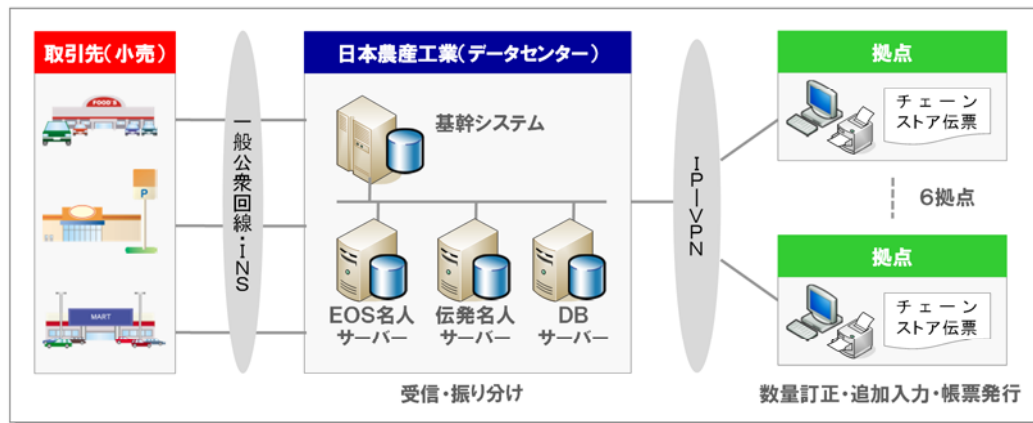 取引先(小売)
FOOD'S
P
MART
一般公衆回線・INS
日本農産工業(データセンター)
基幹システム
EOS名人
サーバー
伝発名人
サーバー
DB
サーバー
受信・振り分け
IP-VPN
拠点
チェーン
ストア伝票
6拠点
拠点
チェーン
ストア伝票
数量訂正・追加入力・帳票発行